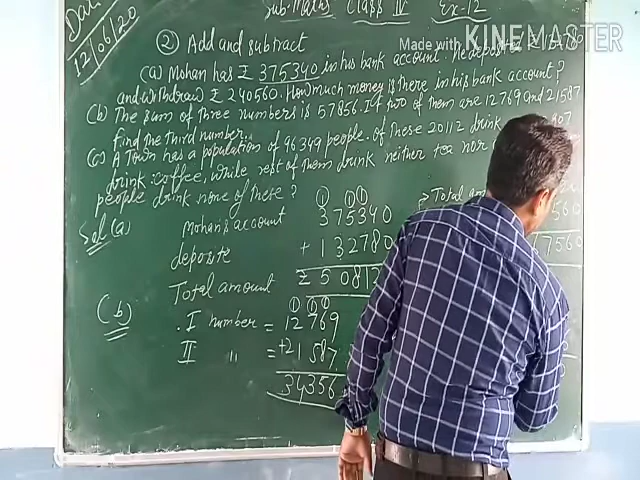 Date
12/06/20
Sub-Maths Class IV Ex-12
Made with KINEMASTER
② Add and subtract
(a) Mohan has ₹ 375340 in his bank account. He deposited
and withdraw ₹ 240560. How much money is there in his bank account?
(b) The sum of three numbers is 57856. If two of them are 12769 and 21587
find the third number.
(c) A Town has a population of 96349 people. of these 20112 drink
drink coffee, while rest of them drink neither tea nor
people drink none of these?
Sol (a) Mohan's account 375340
① ①①
deposite + 132780
Total amount ₹ 50812
Total am
560
7560
(b) I number = 12769
①①①
II " = +21587
34356